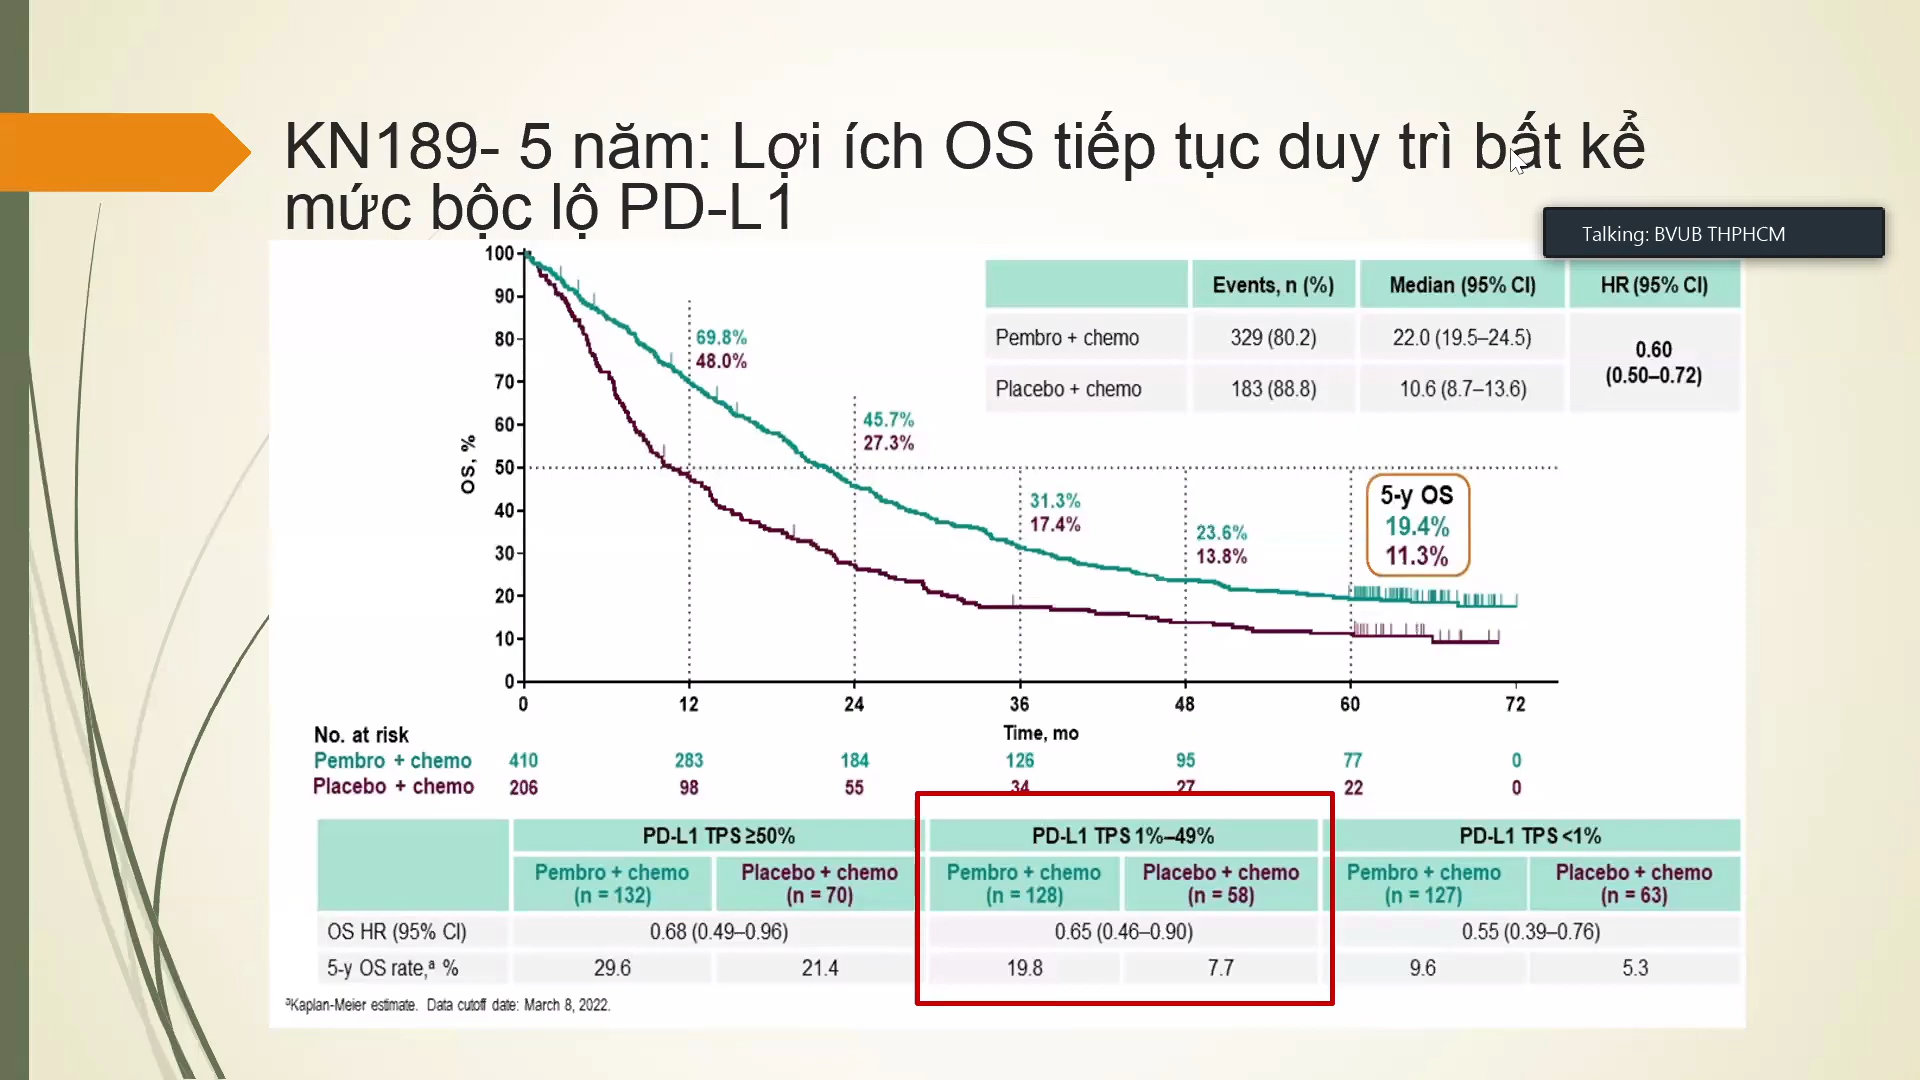 KN189- 5 năm: Lợi ích OS tiếp tục duy trì bất kể
mức bộc lộ PD-L1
Talking: BVUB THPHCM
Events, n (%) Median (95% CI) HR (95% CI)
Pembro + chemo 329 (80.2) 22.0 (19.5–24.5) 0.60
(0.50–0.72)
Placebo + chemo 183 (88.8) 10.6 (8.7–13.6)
OS, %
100
90
80
70
60
50
40
30
20
10
0
69.8%
48.0%
45.7%
27.3%
31.3%
17.4%
23.6%
13.8%
5-y OS
19.4%
11.3%
0 12 24 36 48 60 72
Time, mo
No. at risk
Pembro + chemo 410 283 184 126 95 77 0
Placebo + chemo 206 98 55 34 27 22 0
PD-L1 TPS ≥50% PD-L1 TPS 1%–49% PD-L1 TPS <1%
Pembro + chemo Placebo + chemo Pembro + chemo Placebo + chemo Pembro + chemo Placebo + chemo
(n = 132) (n = 70) (n = 128) (n = 58) (n = 127) (n = 63)
OS HR (95% CI) 0.68 (0.49–0.96) 0.65 (0.46–0.90) 0.55 (0.39–0.76)
5-y OS rate,ª % 29.6 21.4 19.8 7.7 9.6 5.3
ªKaplan-Meier estimate. Data cutoff date: March 8, 2022.